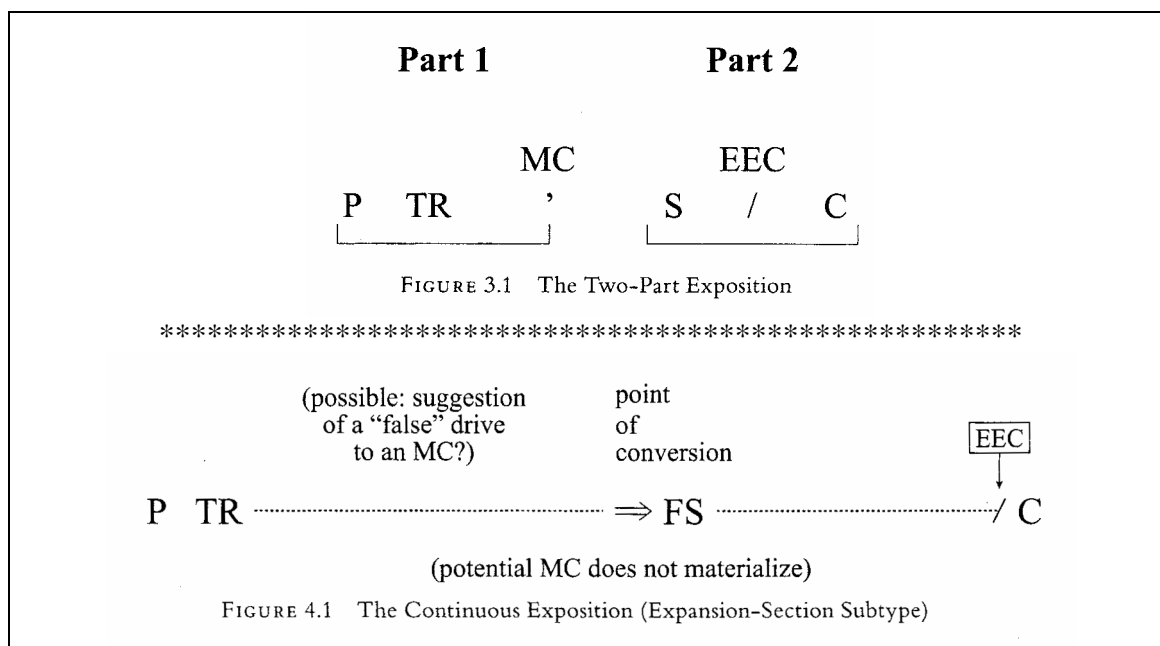 Part 1 Part 2
MC EEC
P TR ’ S / C
FIGURE 3.1 The Two-Part Exposition
******************************************************
(possible: suggestion point
of a “false” drive of
to an MC?) conversion
EEC
P TR ⇒ FS / C
(potential MC does not materialize)
FIGURE 4.1 The Continuous Exposition (Expansion-Section Subtype)